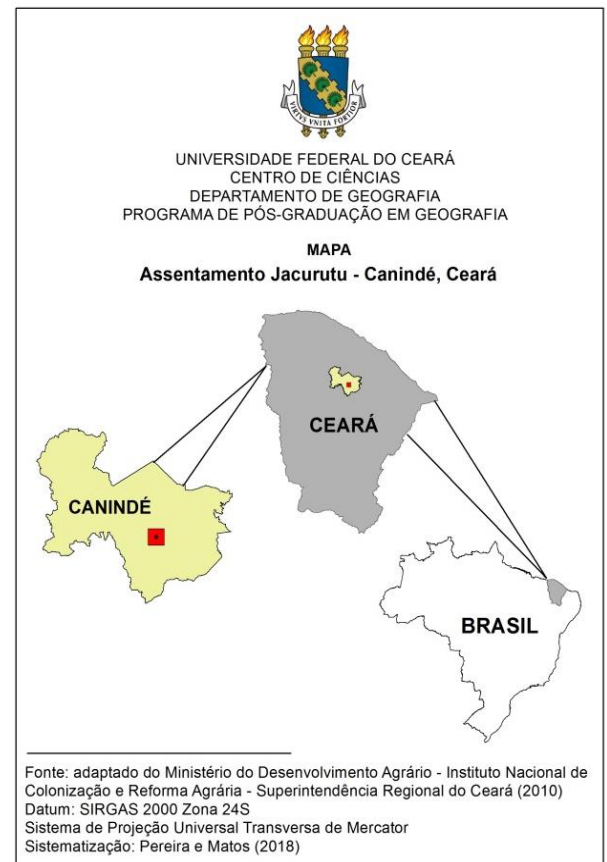 VIRTVS VNITA FORTIOR
UNIVERSIDADE FEDERAL DO CEARÁ
CENTRO DE CIÊNCIAS
DEPARTAMENTO DE GEOGRAFIA
PROGRAMA DE PÓS-GRADUAÇÃO EM GEOGRAFIA
MAPA
Assentamento Jacurutu - Canindé, Ceará
CEARÁ
CANINDÉ
BRASIL
Fonte: adaptado do Ministério do Desenvolvimento Agrário - Instituto Nacional de
Colonização e Reforma Agrária - Superintendência Regional do Ceará (2010)
Datum: SIRGAS 2000 Zona 24S
Sistema de Projeção Universal Transversa de Mercator
Sistematização: Pereira e Matos (2018)